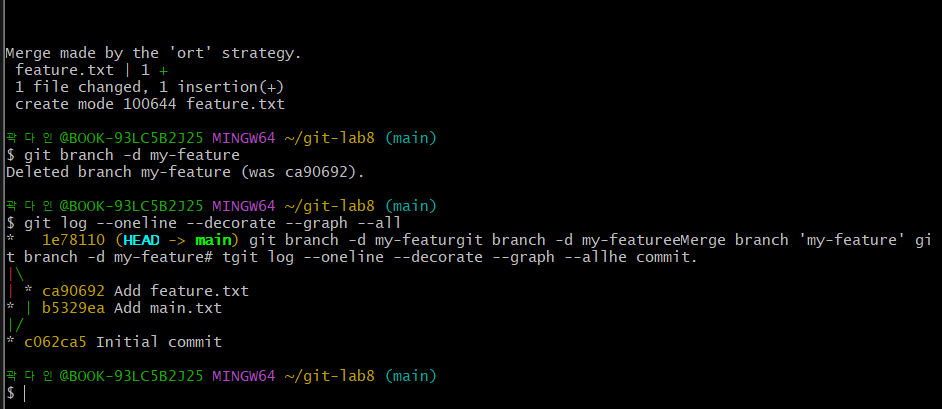 Merge made by the 'ort' strategy.
 feature.txt | 1 +
 1 file changed, 1 insertion(+)
 create mode 100644 feature.txt
곽다인@BOOK-93LC5B2J25 MINGW64 ~/git-lab8 (main)
$ git branch -d my-feature
Deleted branch my-feature (was ca90692).
곽다인@BOOK-93LC5B2J25 MINGW64 ~/git-lab8 (main)
$ git log --oneline --decorate --graph --all
*   1e78110 (HEAD -> main) git branch -d my-featurgit branch -d my-featureeMerge branch 'my-feature' gi
t branch -d my-feature# tgit log --oneline --decorate --graph --allhe commit.
|\
| * ca90692 Add feature.txt
* | b5329ea Add main.txt
|/
* c062ca5 Initial commit
곽다인@BOOK-93LC5B2J25 MINGW64 ~/git-lab8 (main)
$